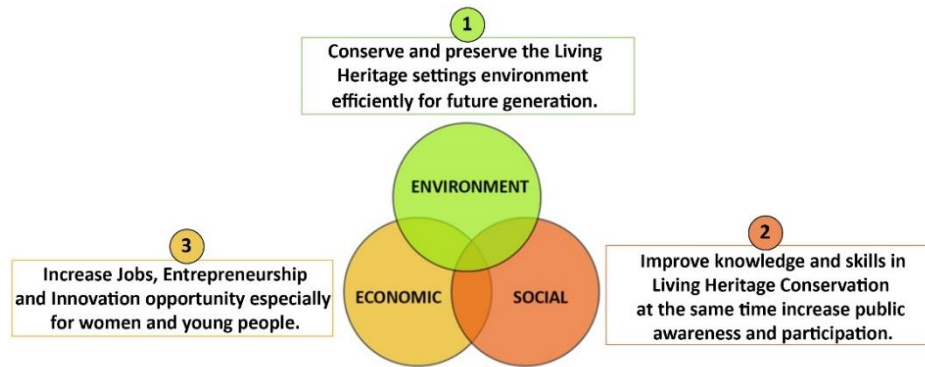 1
Conserve and preserve the Living
Heritage settings environment
efficiently for future generation.
ENVIRONMENT
3
Increase Jobs, Entrepreneurship
and Innovation opportunity especially
for women and young people.
ECONOMIC
SOCIAL
2
Improve knowledge and skills in
Living Heritage Conservation
at the same time increase public
awareness and participation.